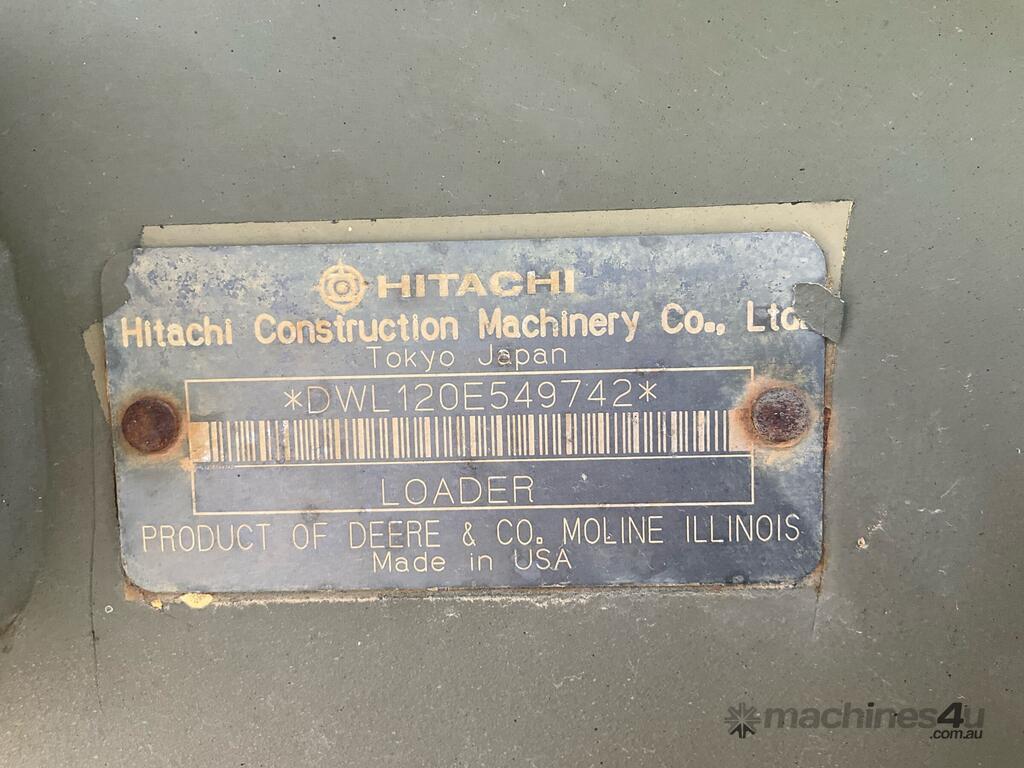 HITACHI
Hitachi Construction Machinery Co., Ltd.
Tokyo Japan
*DWL120E549742*
LOADER
PRODUCT OF DEERE & CO. MOLINE ILLINOIS
Made in USA
machines4u
.com.au